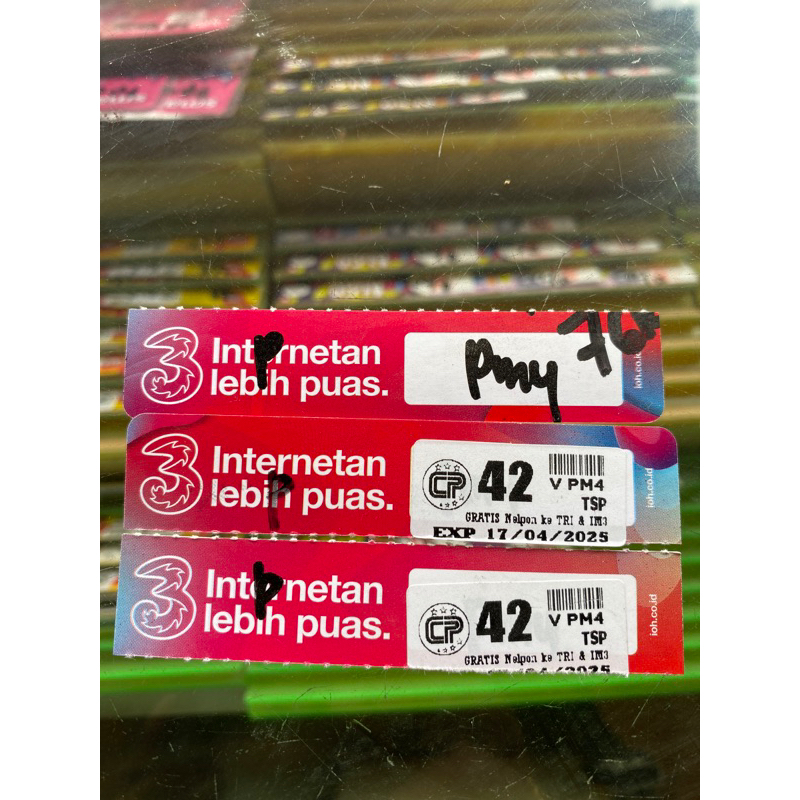 3 Internetan
lebih puas.
p
pm4
76k
ioh.co.id
3 Internetan
lebih puas.
p
CP 42 V PM4
TSP
GRATIS Nelpon ke TRI & IM3
EXP 17/04/2025
ioh.co.id
3 Internetan
lebih puas.
p
CP 42 V PM4
TSP
GRATIS Nelpon ke TRI & IM3
ioh.co.id